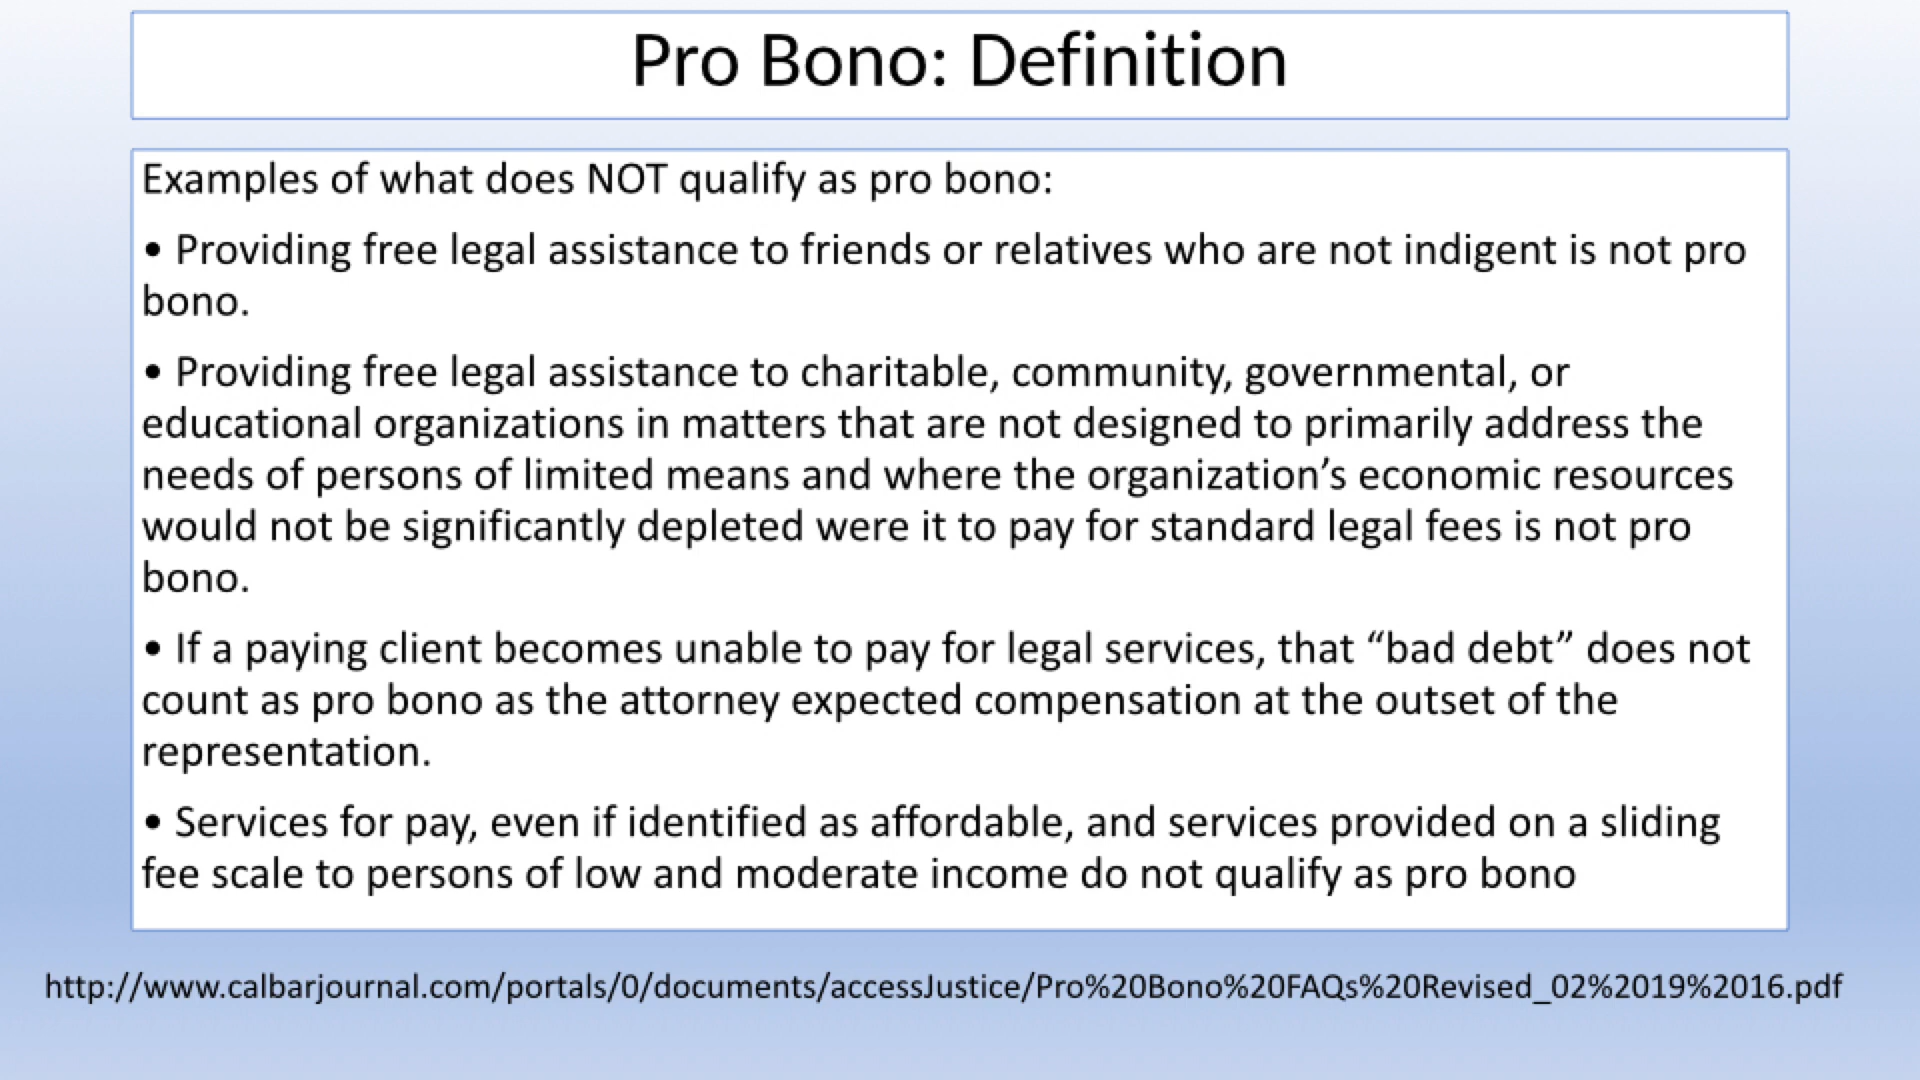 Pro Bono: Definition
Examples of what does NOT qualify as pro bono:
• Providing free legal assistance to friends or relatives who are not indigent is not pro
bono.
• Providing free legal assistance to charitable, community, governmental, or
educational organizations in matters that are not designed to primarily address the
needs of persons of limited means and where the organization’s economic resources
would not be significantly depleted were it to pay for standard legal fees is not pro
bono.
• If a paying client becomes unable to pay for legal services, that “bad debt” does not
count as pro bono as the attorney expected compensation at the outset of the
representation.
• Services for pay, even if identified as affordable, and services provided on a sliding
fee scale to persons of low and moderate income do not qualify as pro bono
http://www.calbarjournal.com/portals/0/documents/accessJustice/Pro%20Bono%20FAQs%20Revised_02%2019%2016.pdf